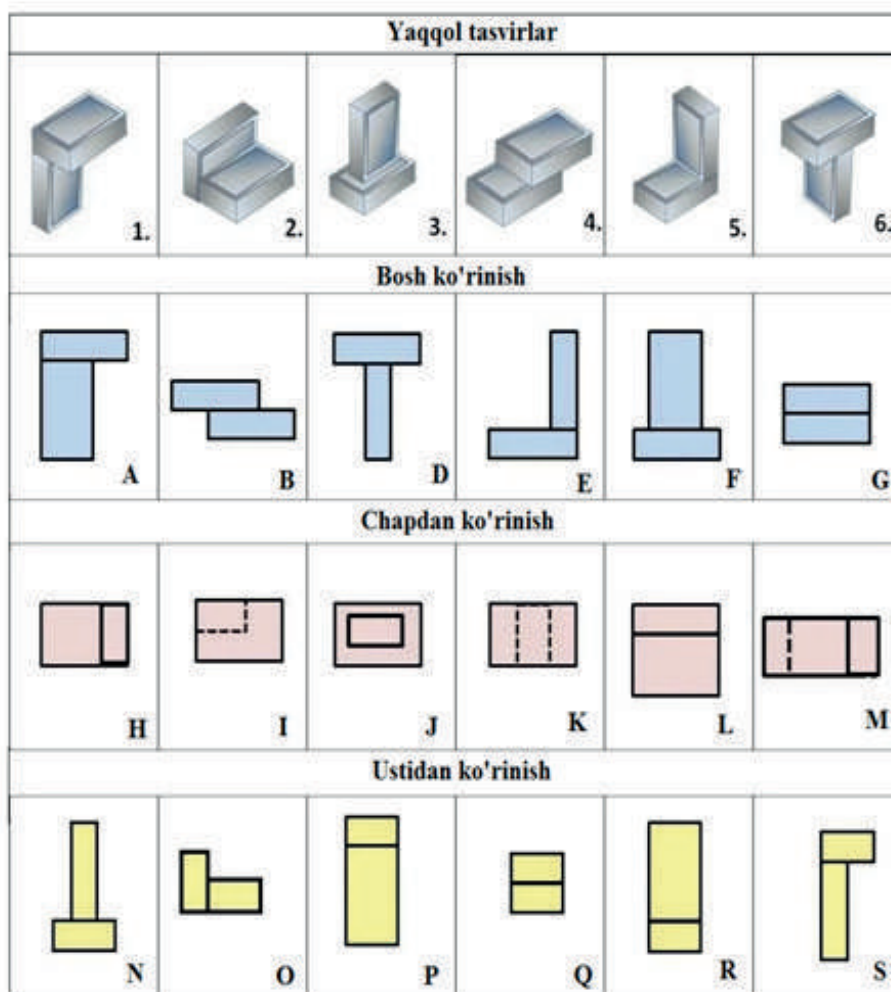 Yaqqol tasvirlar
1. 2. 3. 4. 5. 6.
Bosh ko'rinish
A B D E F G
Chapdan ko'rinish
H I J K L M
Ustidan ko'rinish
N O P Q R S